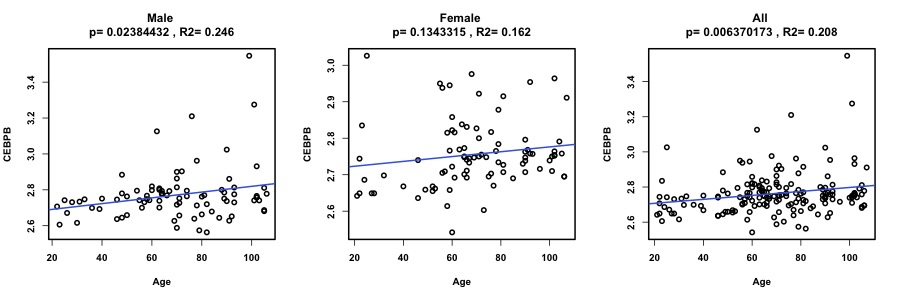 Male
p= 0.02384432 , R2= 0.246
CEBPB
2.6
2.8
3.0
3.2
3.4
20
40
60
80
100
Age
Female
p= 0.1343315 , R2= 0.162
CEBPB
2.6
2.7
2.8
2.9
3.0
20
40
60
80
100
Age
All
p= 0.006370173 , R2= 0.208
CEBPB
2.6
2.8
3.0
3.2
3.4
20
40
60
80
100
Age